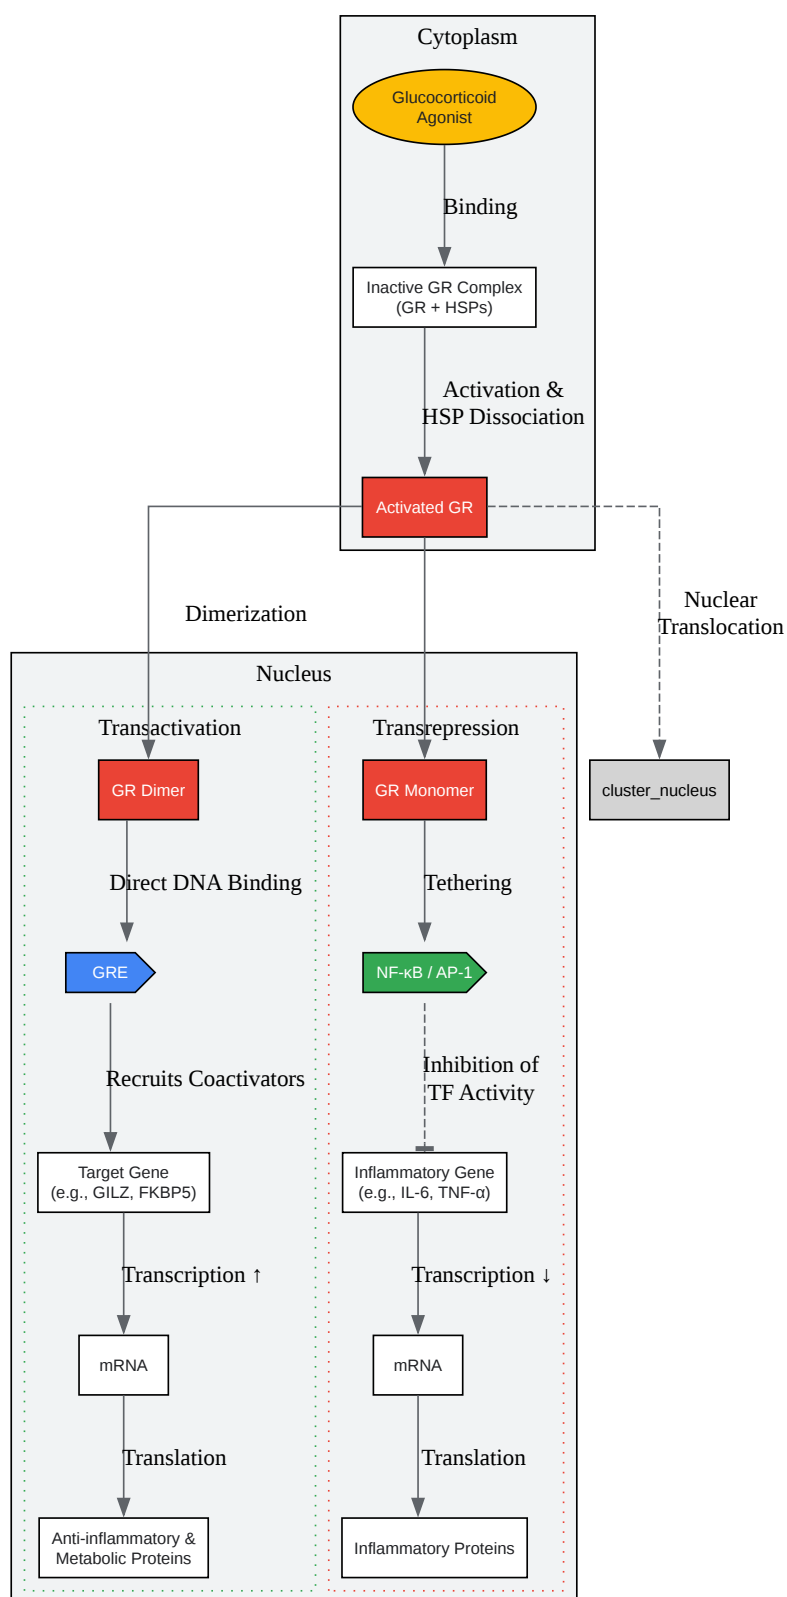 Cytoplasm
Glucocorticoid
Agonist
Binding
Inactive GR Complex
(GR + HSPs)
Activation &
HSP Dissociation
Activated GR
Dimerization
Nuclear
Translocation
Nucleus
Transactivation
Transrepression
GR Dimer
GR Monomer
cluster_nucleus
Direct DNA Binding
Tethering
GRE
NF-κB / AP-1
Recruits Coactivators
Inhibition of
TF Activity
Target Gene
(e.g., GILZ, FKBP5)
Inflammatory Gene
(e.g., IL-6, TNF-α)
Transcription ↑
Transcription ↓
mRNA
mRNA
Translation
Translation
Anti-inflammatory &
Metabolic Proteins
Inflammatory Proteins